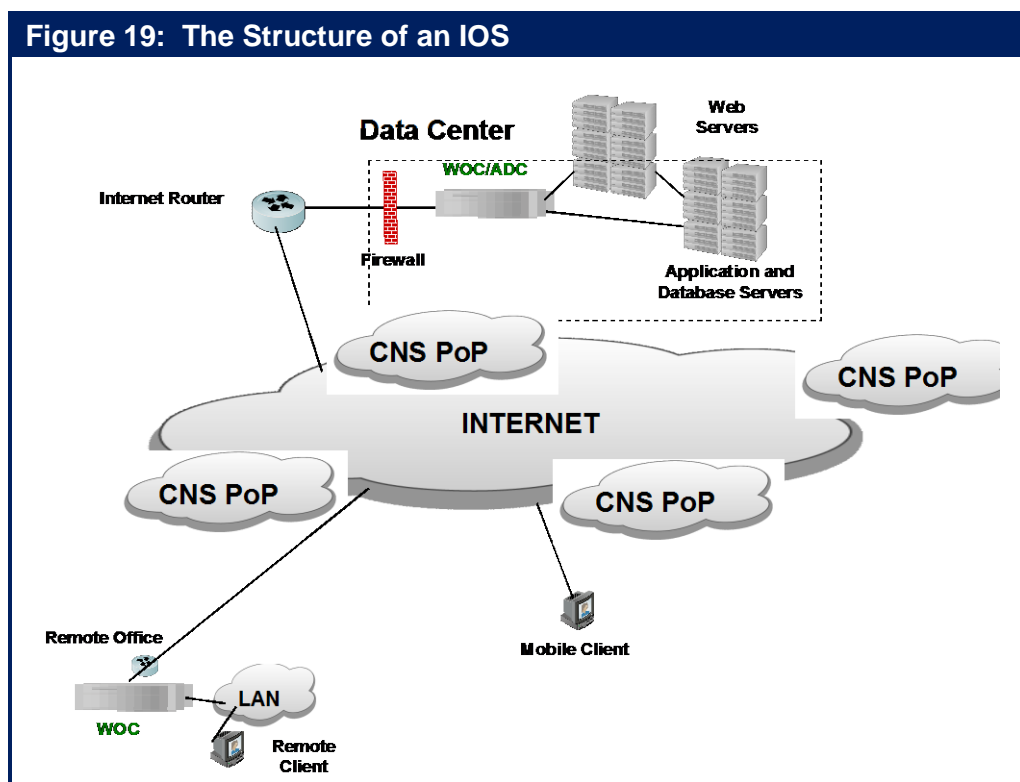 Figure 19: The Structure of an IOS
Web
Servers
Data Center
WOC/ADC
Internet Router
Firewall
Application and
Database Servers
CNS PoP
CNS PoP
INTERNET
CNS PoP
CNS PoP
Remote Office
Mobile Client
LAN
WOC
Remote
Client